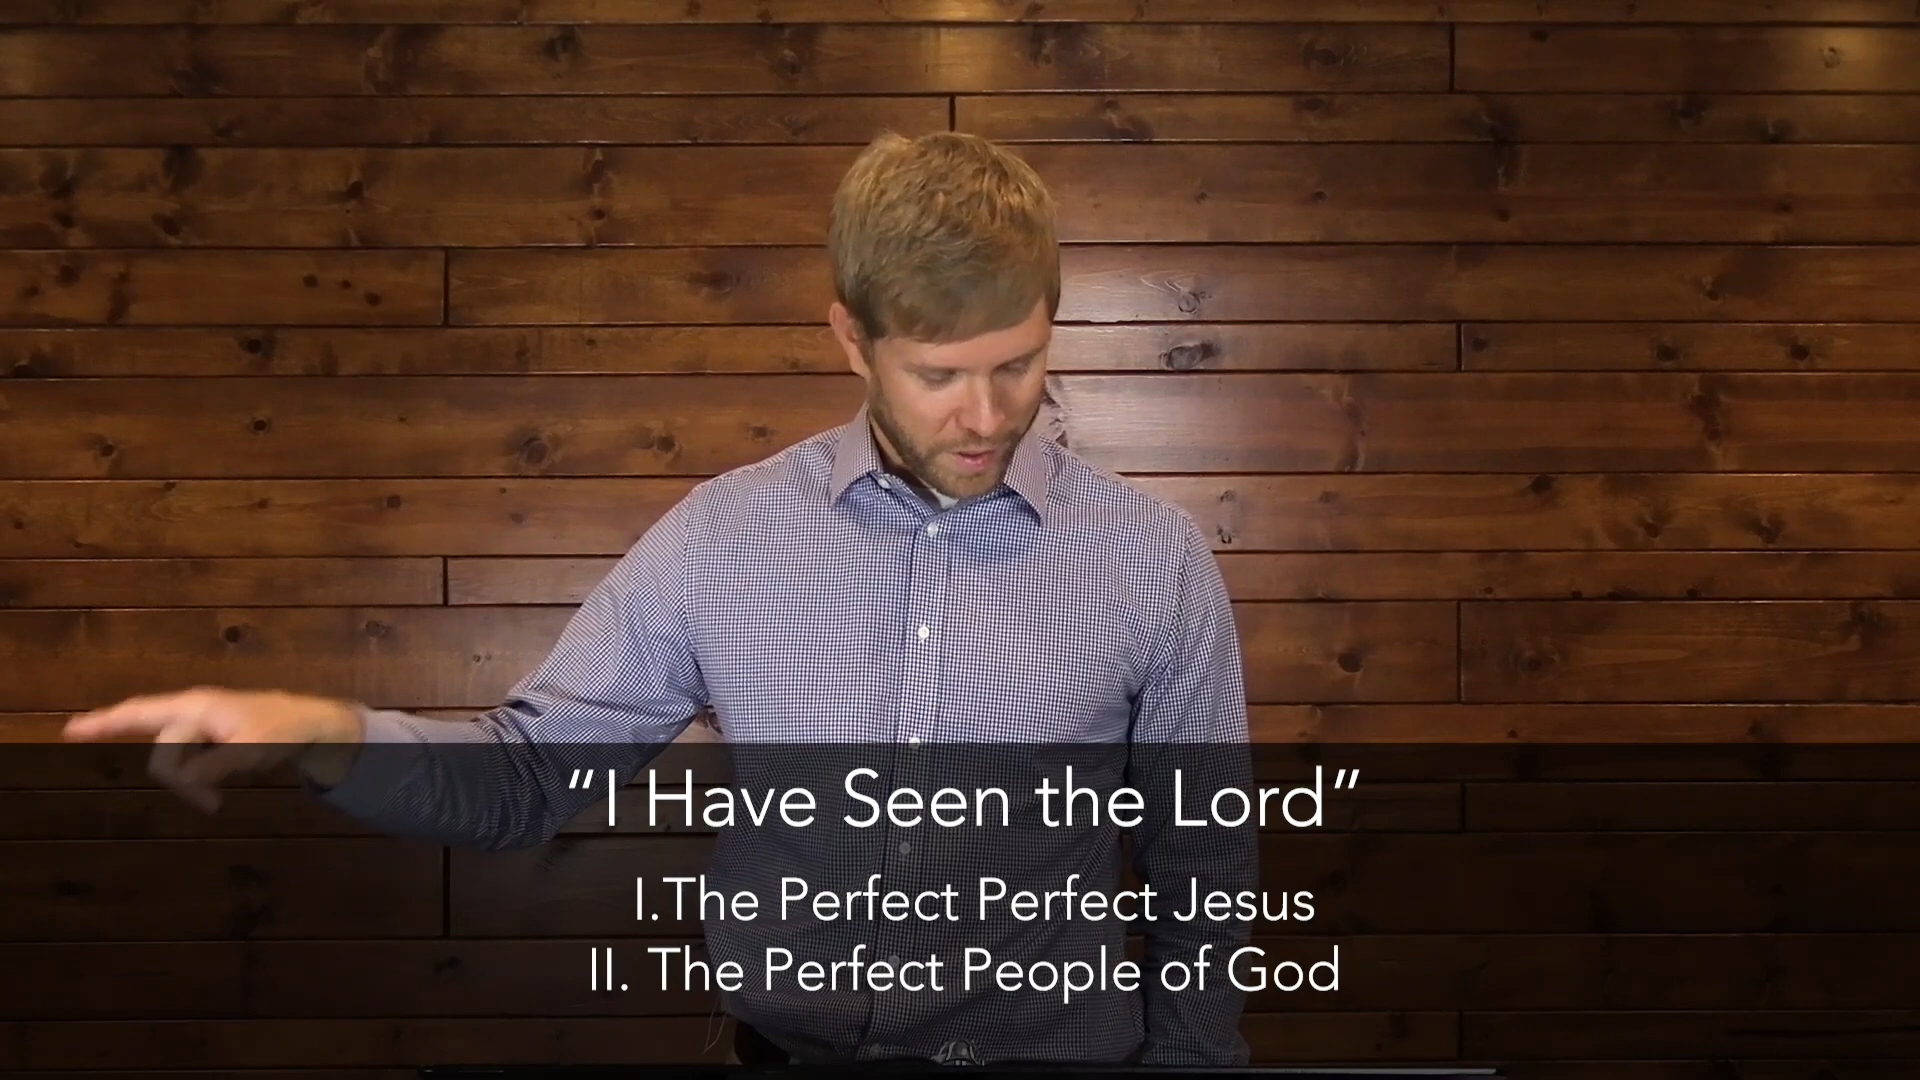 “I Have Seen the Lord”
I.The Perfect Perfect Jesus
II. The Perfect People of God